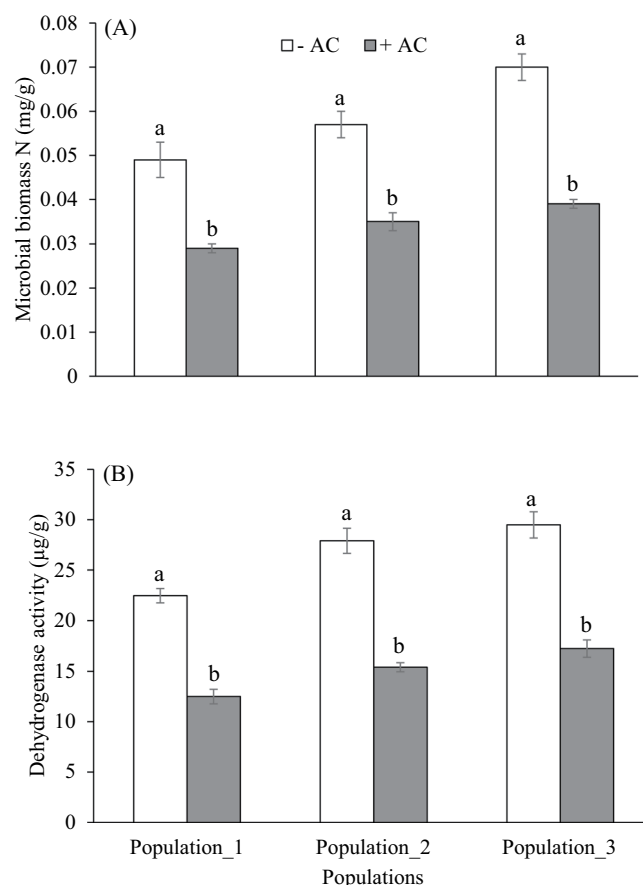 (A)
- AC + AC
Microbial biomass N (mg/g)
0.08
0.07
0.06
0.05
0.04
0.03
0.02
0.01
0
a
b
a
b
a
b
(B)
Dehydrogenase activity (µg/g)
35
30
25
20
15
10
5
0
a
b
a
b
a
b
Population_1 Population_2 Population_3
Populations